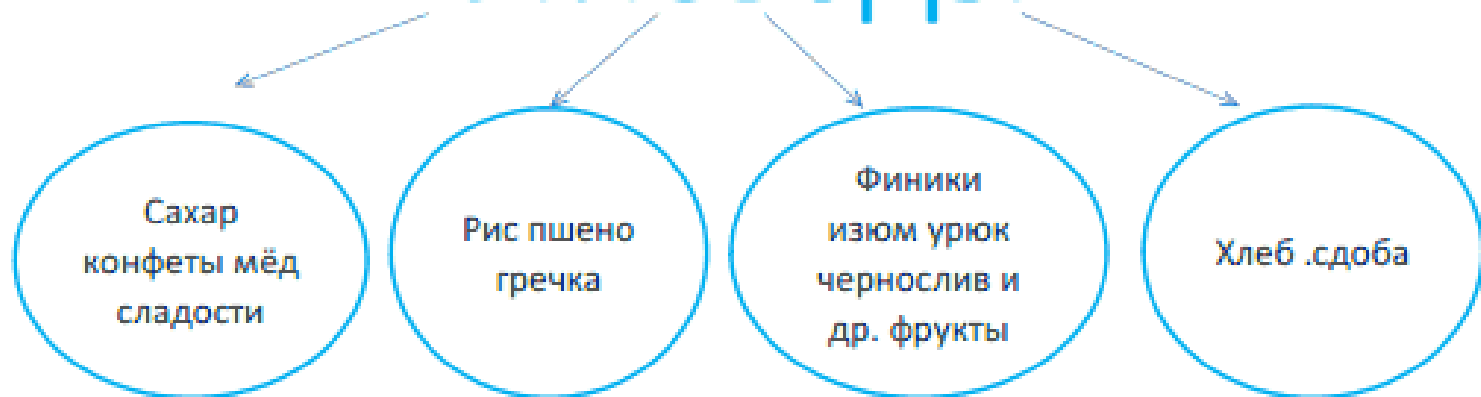 Сахар
конфеты мёд
сладости
Рис пшено
гречка
Финики
изюм урюк
чернослив и
др. фрукты
Хлеб .сдоба